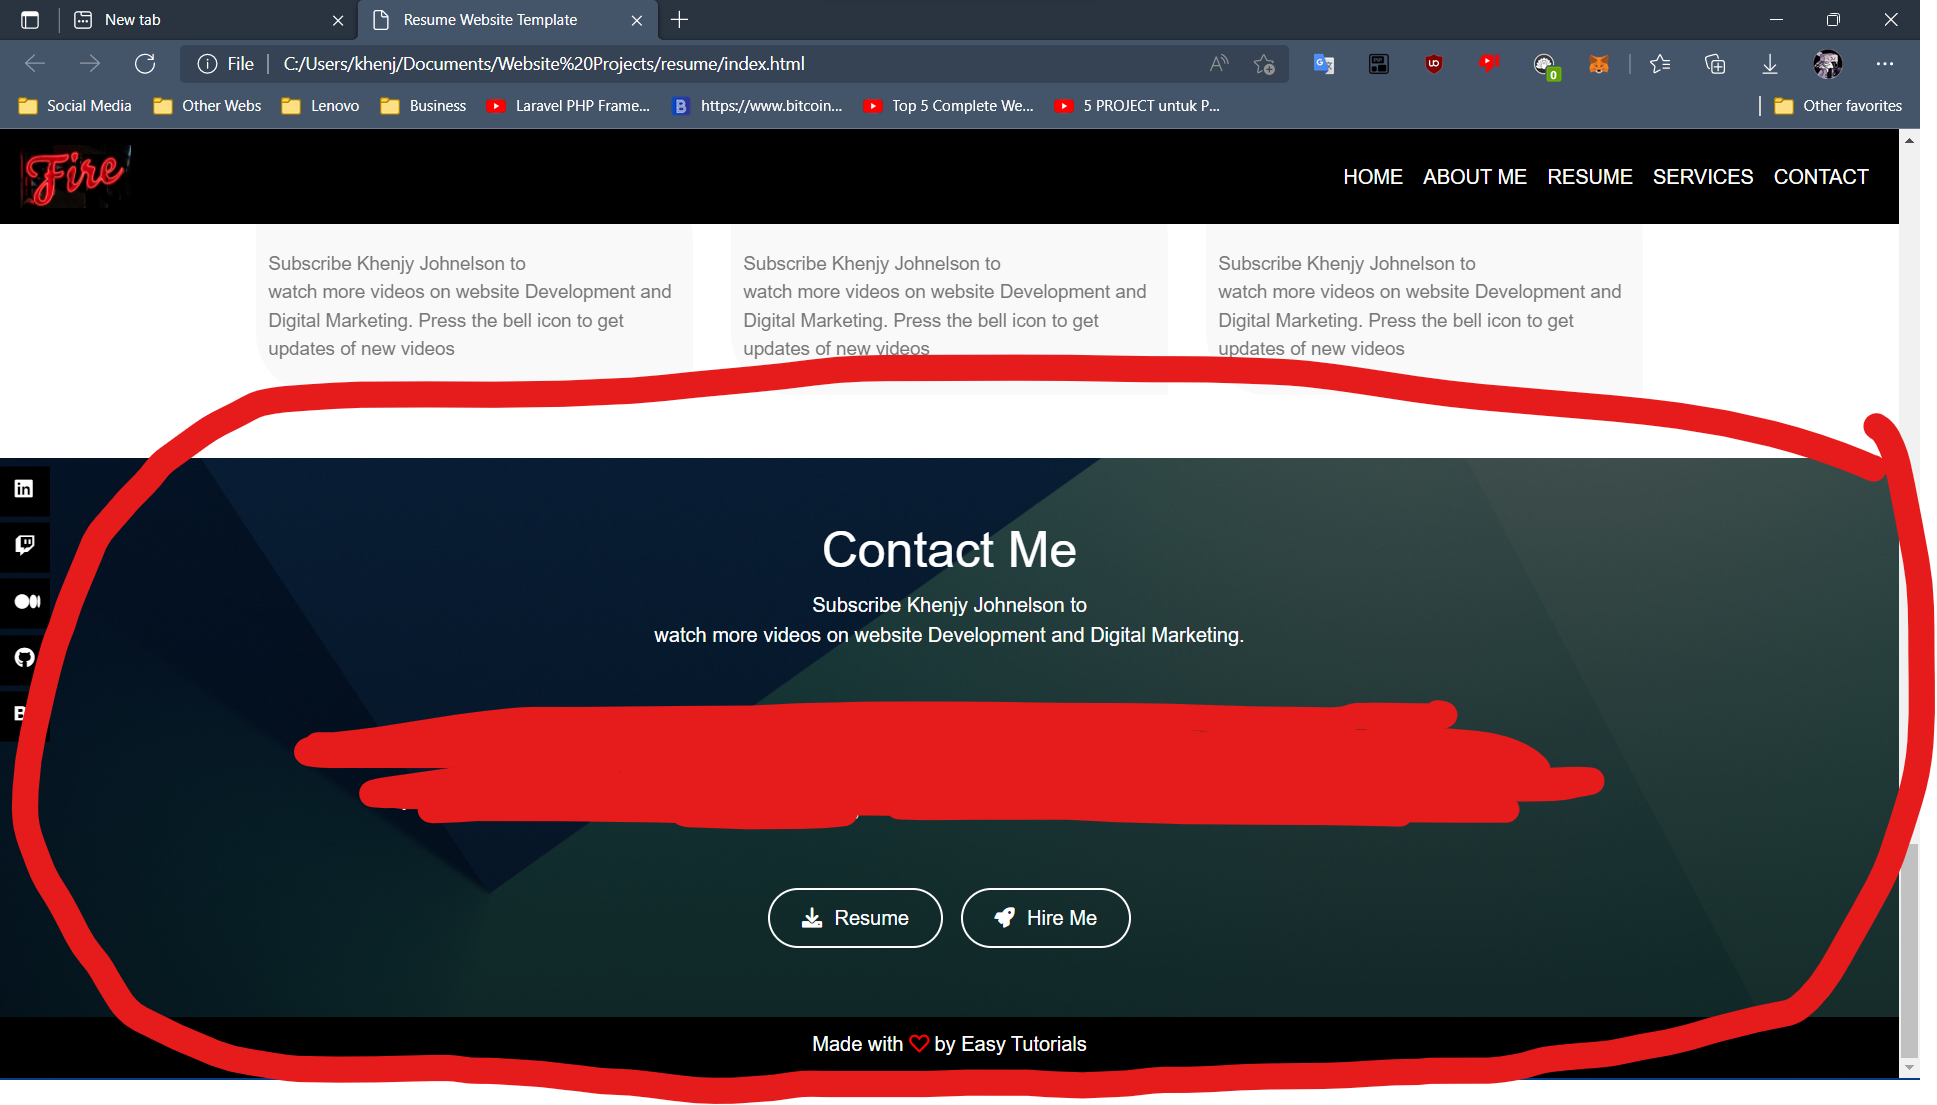 New tab
Resume Website Template
File
C:/Users/khenj/Documents/Website%20Projects/resume/index.html
0
Social Media
Other Webs
Lenovo
Business
Laravel PHP Frame...
https://www.bitcoin...
Top 5 Complete We...
5 PROJECT untuk P...
Other favorites
Fire
HOME
ABOUT ME
RESUME
SERVICES
CONTACT
Subscribe Khenjy Johnelson to
watch more videos on website Development and
Digital Marketing. Press the bell icon to get
updates of new videos
Subscribe Khenjy Johnelson to
watch more videos on website Development and
Digital Marketing. Press the bell icon to get
updates of new videos
Subscribe Khenjy Johnelson to
watch more videos on website Development and
Digital Marketing. Press the bell icon to get
updates of new videos
Contact Me
Subscribe Khenjy Johnelson to
watch more videos on website Development and Digital Marketing.
Resume
Hire Me
Made with by Easy Tutorials